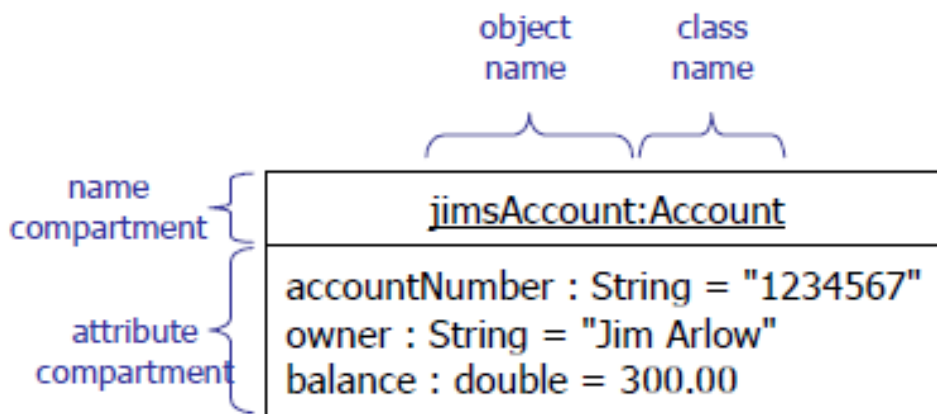 object
name
class
name
name
compartment
jimsAccount:Account
attribute
compartment
accountNumber : String = "1234567"
owner : String = "Jim Arlow"
balance : double = 300.00